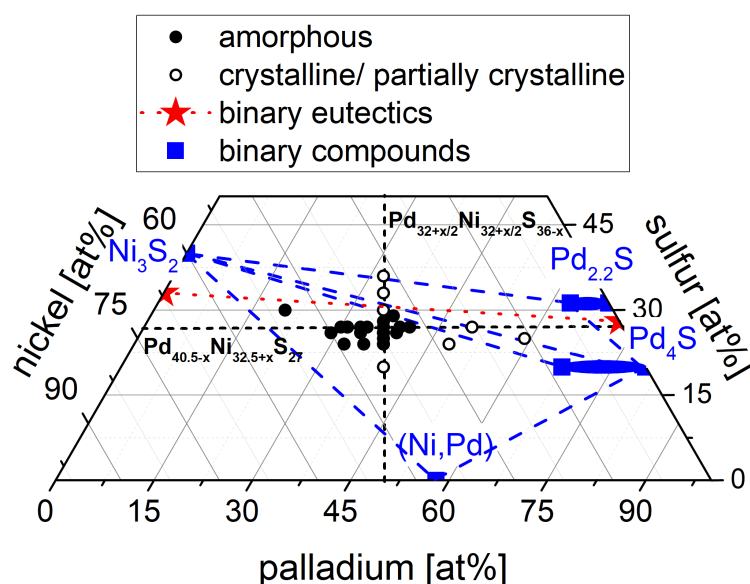 amorphous
crystalline/ partially crystalline
binary eutectics
binary compounds
60
45
Pd32+x/2Ni32+x/2S36-x
Ni3S2
Pd2.2S
nickel [at%]
sulfur [at%]
75
30
Pd40.5-xNi32.5+xS27
Pd4S
90
15
(Ni,Pd)
0
0
15
30
45
60
75
90
palladium [at%]